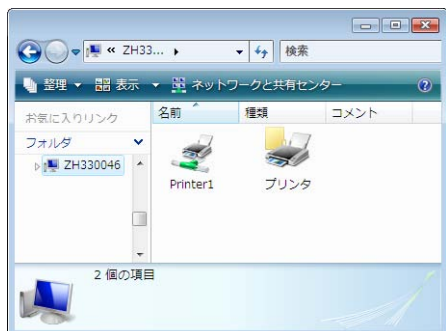 « ZH33...
検索
整理 表示 ネットワークと共有センター
お気に入りリンク
名前 種類 コメント
フォルダ
ZH330046
Printer1 プリンタ
2 個の項目